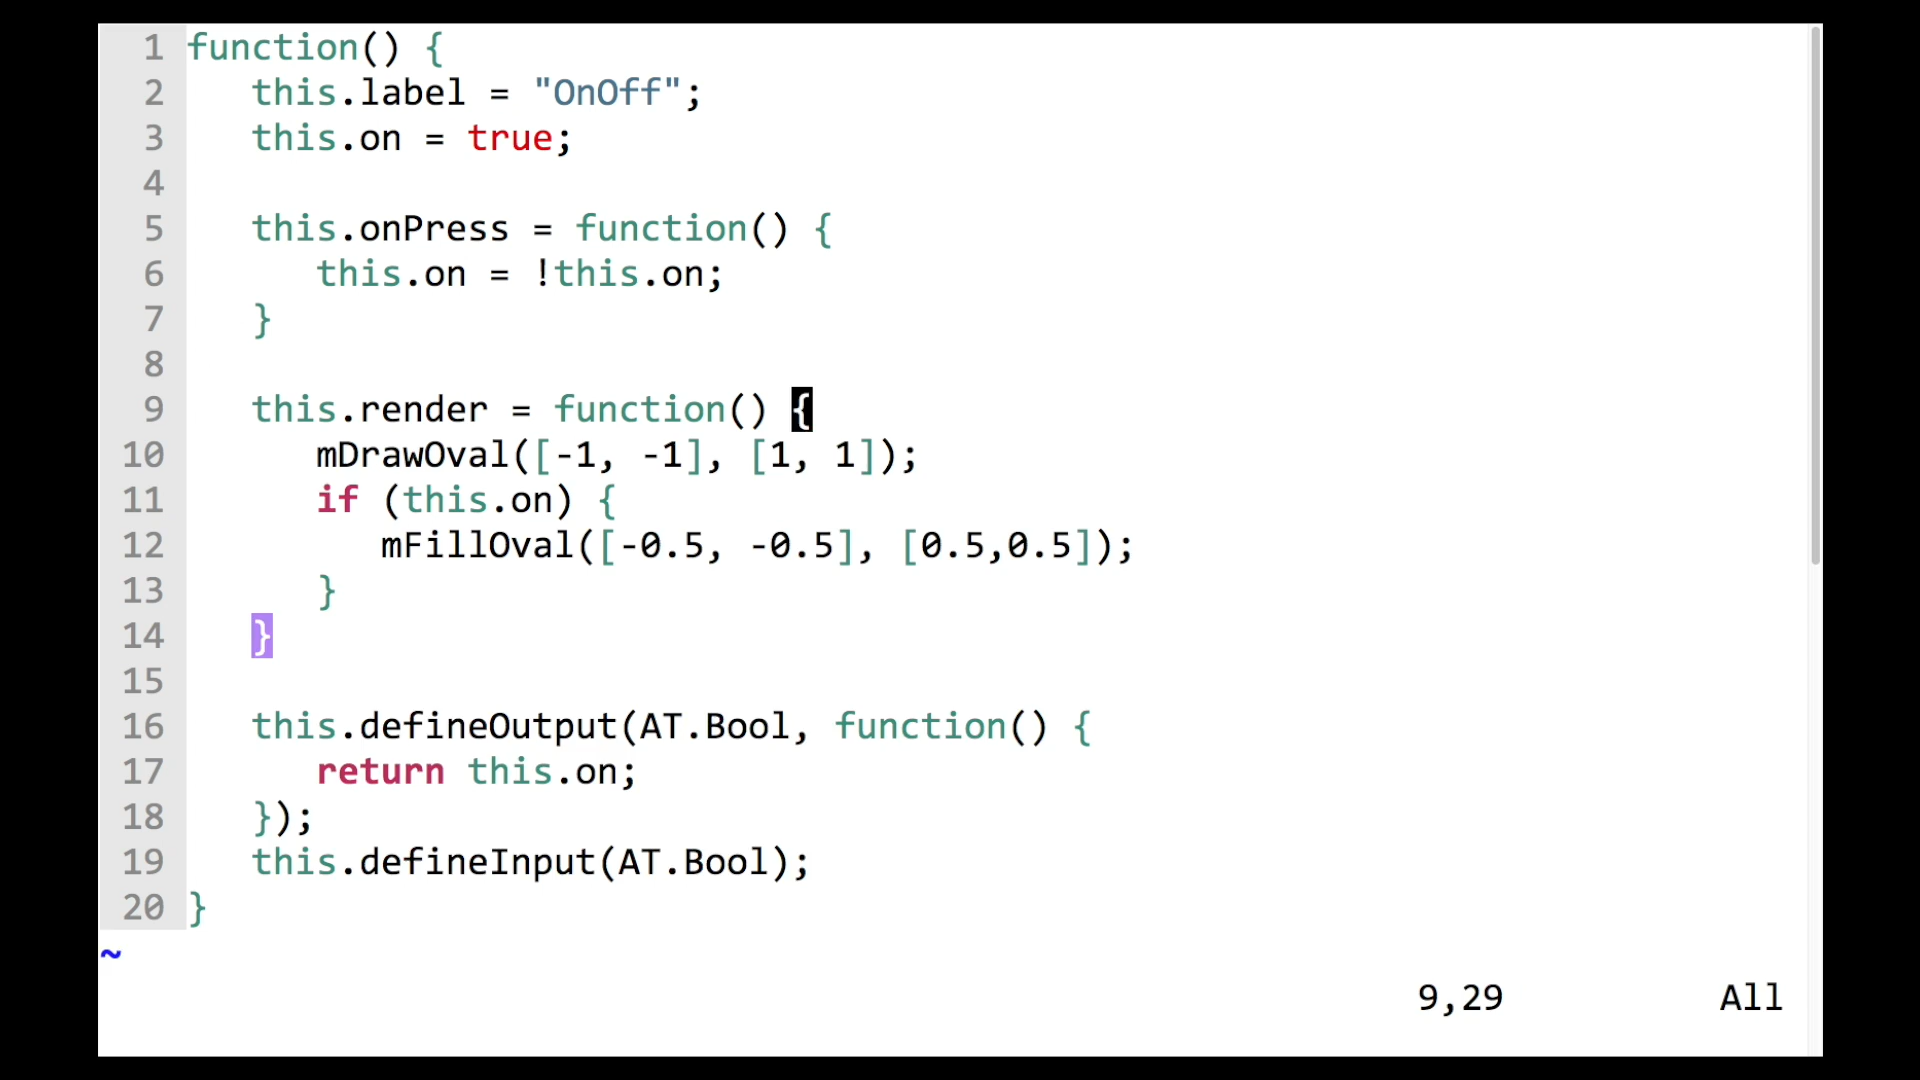 1 function() {
2    this.label = "OnOff";
3    this.on = true;
4
5    this.onPress = function() {
6       this.on = !this.on;
7    }
8
9    this.render = function() {
10       mDrawOval([-1, -1], [1, 1]);
11       if (this.on) {
12          mFillOval([-0.5, -0.5], [0.5,0.5]);
13       }
14    }
15
16    this.defineOutput(AT.Bool, function() {
17       return this.on;
18    });
19    this.defineInput(AT.Bool);
20 }
~
9,29 All